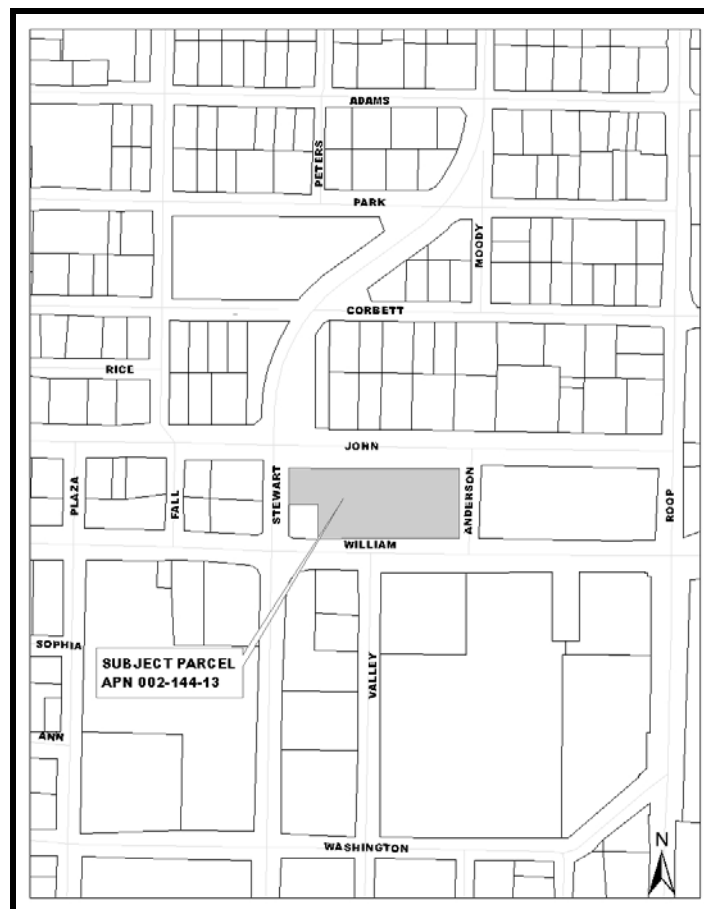 ADAMS
PETERS
PARK
MOODY
CORBETT
RICE
JOHN
PLAZA
FALL
STEWART
ANDERSON
ROOP
WILLIAM
SOPHIA
SUBJECT PARCEL
APN 002-144-13
VALLEY
ANN
WASHINGTON
N